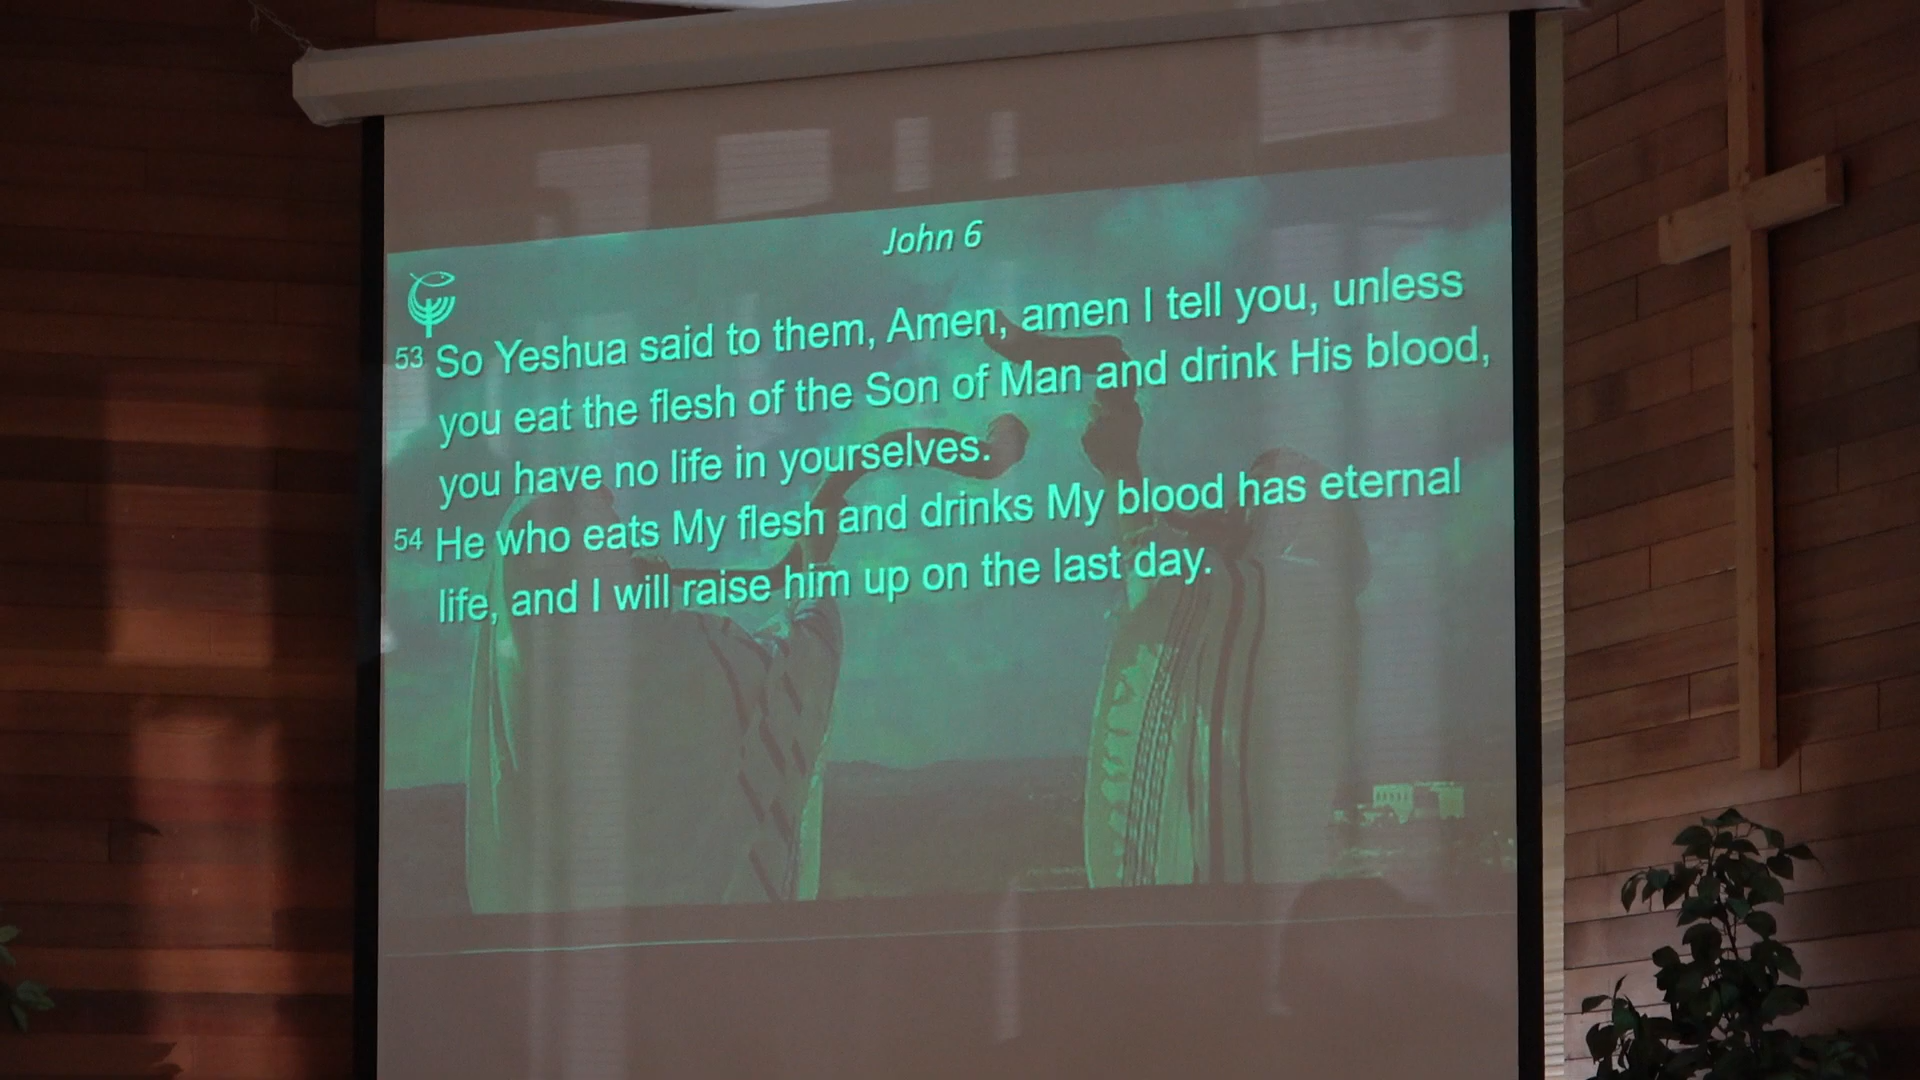 John 6
53 So Yeshua said to them, Amen, amen I tell you, unless
you eat the flesh of the Son of Man and drink His blood,
you have no life in yourselves.
54 He who eats My flesh and drinks My blood has eternal
life, and I will raise him up on the last day.